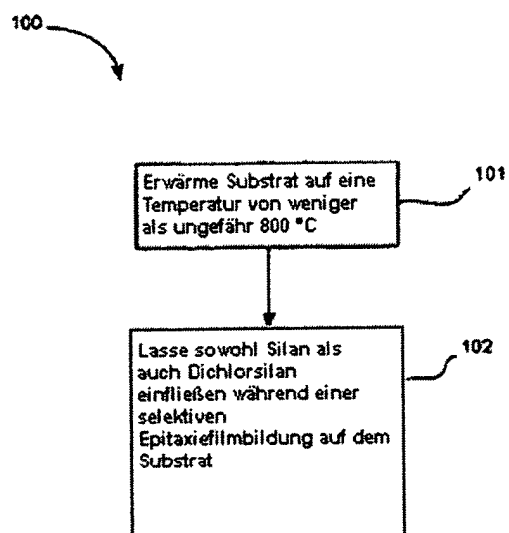 100
101
Erwärme Substrat auf eine
Temperatur von weniger
als ungefähr 800 °C
102
Lasse sowohl Silan als
auch Dichlorsilan
einfließen während einer
selektiven
Epitaxiefilmbildung auf dem
Substrat